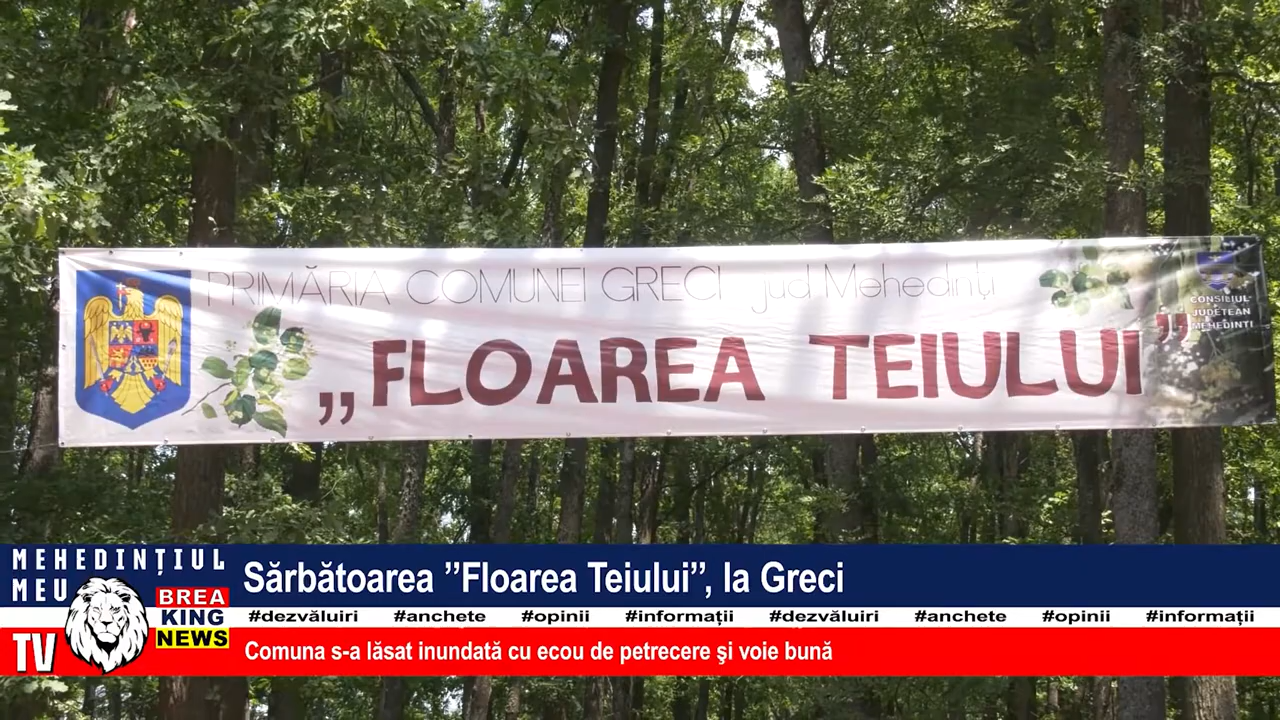 PRIMĂRIA COMUNEI GRECI jud Mehedinți
„FLOAREA TEIULUI”
CONSILIUL
JUDEȚEAN
MEHEDINȚI
MEHEDINȚIUL
MEU
TV
BREA
KING
NEWS
Sărbătoarea ”Floarea Teiului”, la Greci
#dezvăluiri #anchete #opinii #informații #dezvăluiri #anchete #opinii #informații
Comuna s-a lăsat inundată cu ecou de petrecere şi voie bună